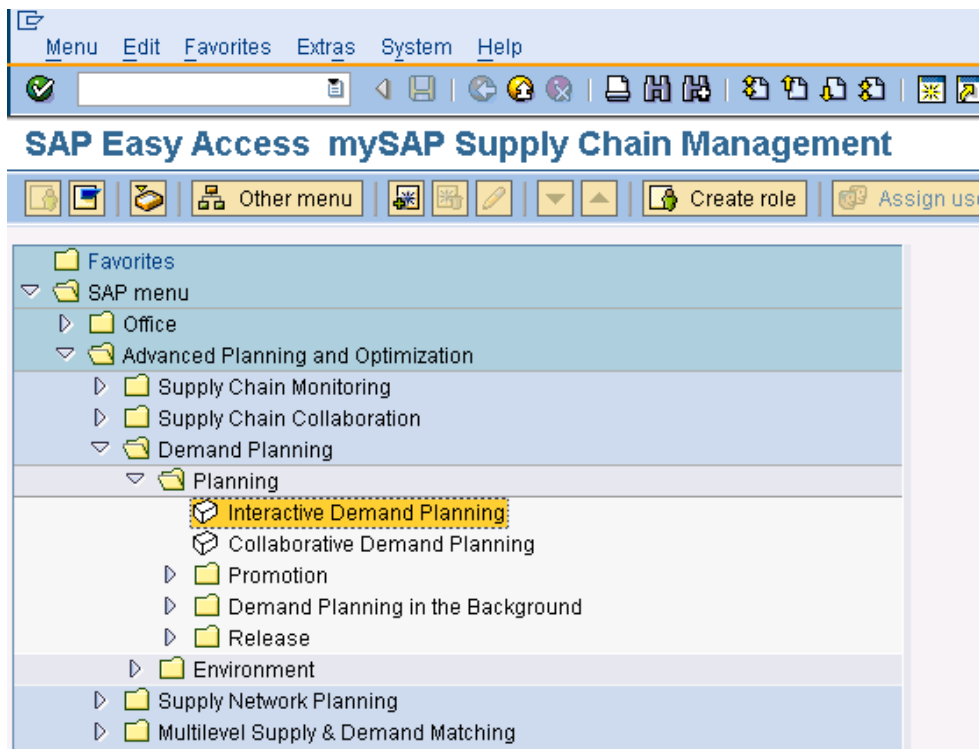 Menu Edit Favorites Extras System Help
SAP Easy Access mySAP Supply Chain Management
Other menu Create role Assign use
Favorites
SAP menu
Office
Advanced Planning and Optimization
Supply Chain Monitoring
Supply Chain Collaboration
Demand Planning
Planning
Interactive Demand Planning
Collaborative Demand Planning
Promotion
Demand Planning in the Background
Release
Environment
Supply Network Planning
Multilevel Supply & Demand Matching